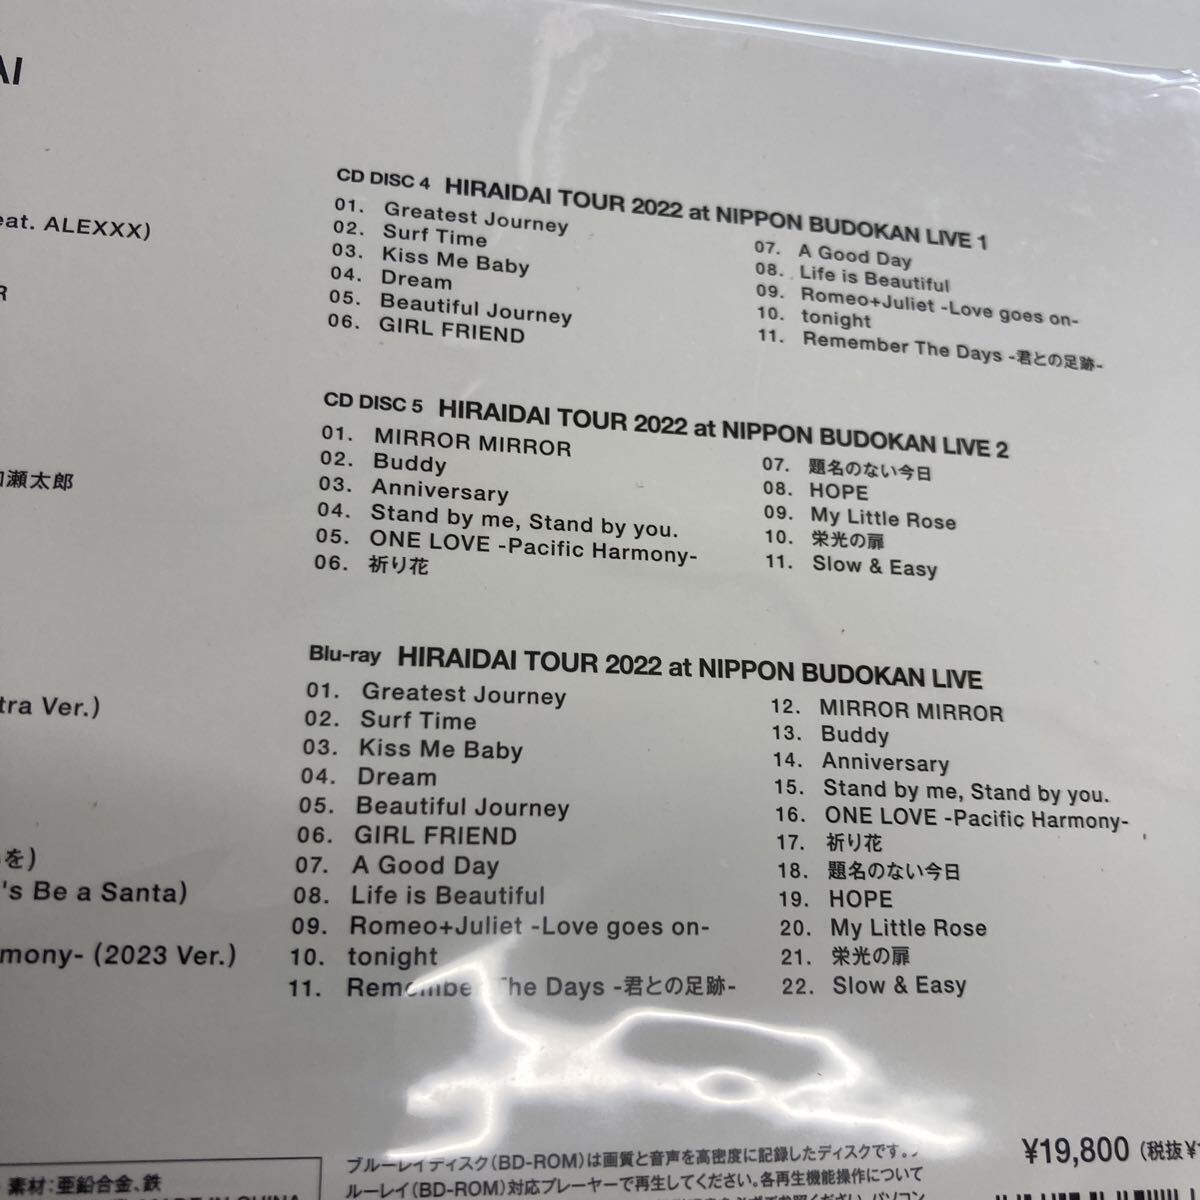 AI
eat. ALEXXX)
R
瀬太郎
tra Ver.)
を)
's Be a Santa)
mony- (2023 Ver.)
CD DISC 4 HIRAIDAI TOUR 2022 at NIPPON BUDOKAN LIVE 1
01. Greatest Journey
02. Surf Time
03. Kiss Me Baby
04. Dream
05. Beautiful Journey
06. GIRL FRIEND
07. A Good Day
08. Life is Beautiful
09. Romeo+Juliet -Love goes on-
10. tonight
11. Remember The Days -君との足跡-
CD DISC 5 HIRAIDAI TOUR 2022 at NIPPON BUDOKAN LIVE 2
01. MIRROR MIRROR
02. Buddy
03. Anniversary
04. Stand by me, Stand by you.
05. ONE LOVE -Pacific Harmony-
06. 祈り花
07. 題名のない今日
08. HOPE
09. My Little Rose
10. 栄光の扉
11. Slow & Easy
Blu-ray HIRAIDAI TOUR 2022 at NIPPON BUDOKAN LIVE
01. Greatest Journey
02. Surf Time
03. Kiss Me Baby
04. Dream
05. Beautiful Journey
06. GIRL FRIEND
07. A Good Day
08. Life is Beautiful
09. Romeo+Juliet -Love goes on-
10. tonight
11. Remember The Days -君との足跡-
12. MIRROR MIRROR
13. Buddy
14. Anniversary
15. Stand by me, Stand by you.
16. ONE LOVE -Pacific Harmony-
17. 祈り花
18. 題名のない今日
19. HOPE
20. My Little Rose
21. 栄光の扉
22. Slow & Easy
素材:亜鉛合金、鉄
MADE IN CHINA
ブルーレイディスク(BD-ROM)は画質と音声を高密度に記録したディスクです。ブ
ルーレイ(BD-ROM)対応プレーヤーで再生してください。各再生機能操作について
¥19,800 (税抜¥1